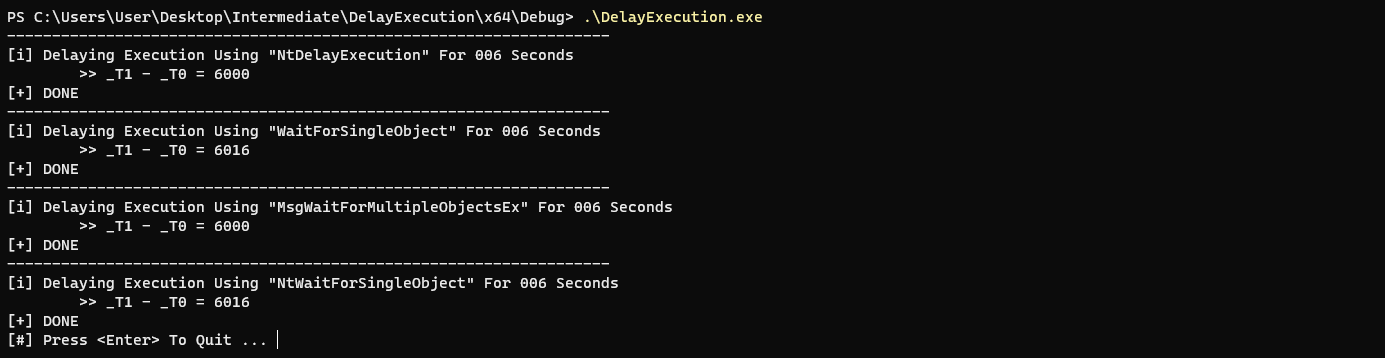 PS C:\Users\User\Desktop\Intermediate\DelayExecution\x64\Debug> .\DelayExecution.exe
-------------------------------------------------------------------
[i] Delaying Execution Using "NtDelayExecution" For 006 Seconds
        >> _T1 - _T0 = 6000
[+] DONE
-------------------------------------------------------------------
[i] Delaying Execution Using "WaitForSingleObject" For 006 Seconds
        >> _T1 - _T0 = 6016
[+] DONE
-------------------------------------------------------------------
[i] Delaying Execution Using "MsgWaitForMultipleObjectsEx" For 006 Seconds
        >> _T1 - _T0 = 6000
[+] DONE
-------------------------------------------------------------------
[i] Delaying Execution Using "NtWaitForSingleObject" For 006 Seconds
        >> _T1 - _T0 = 6016
[+] DONE
[#] Press <Enter> To Quit ...